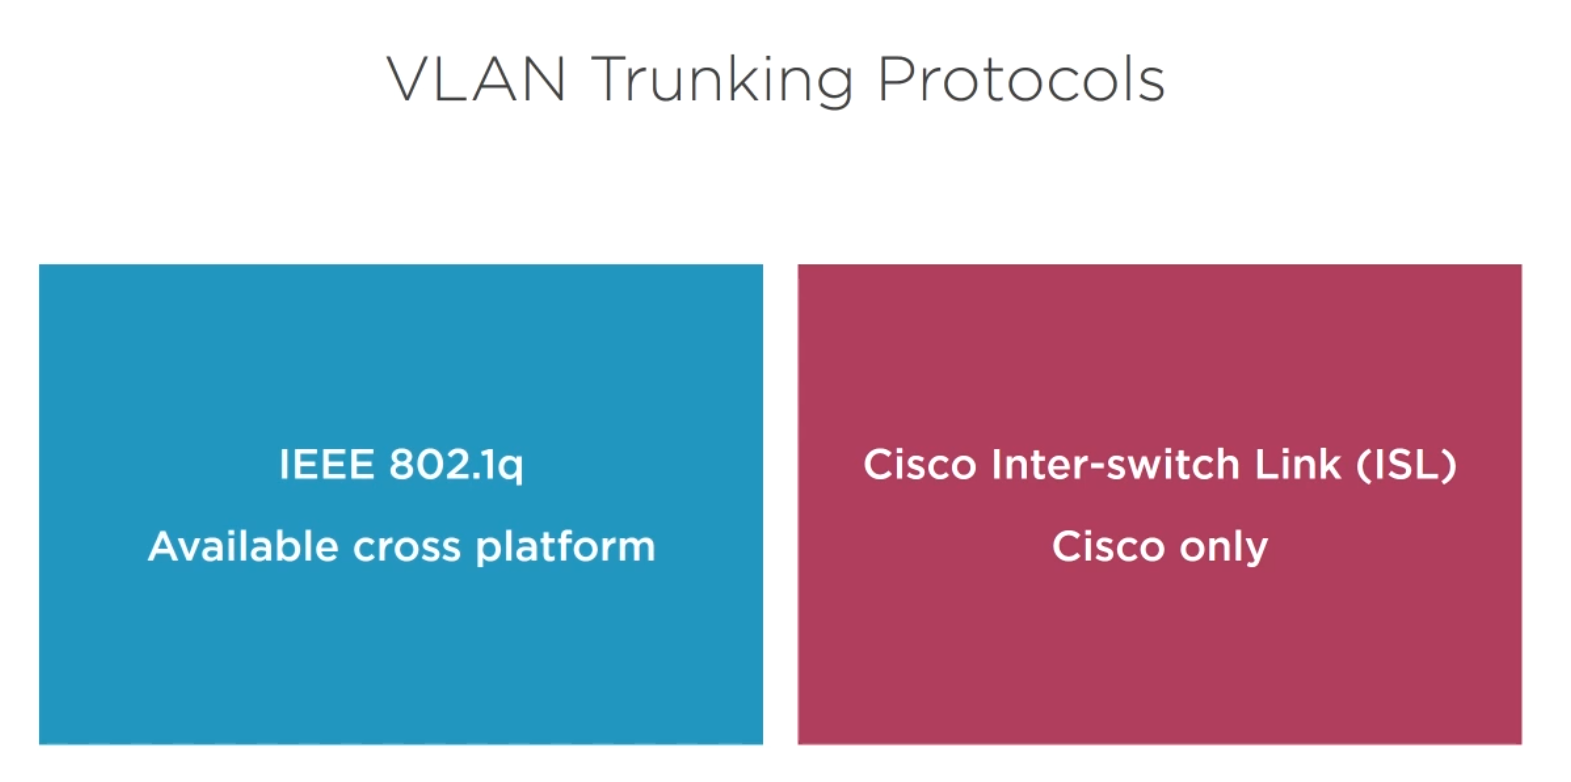 VLAN Trunking Protocols
IEEE 802.1q
Available cross platform
Cisco Inter-switch Link (ISL)
Cisco only